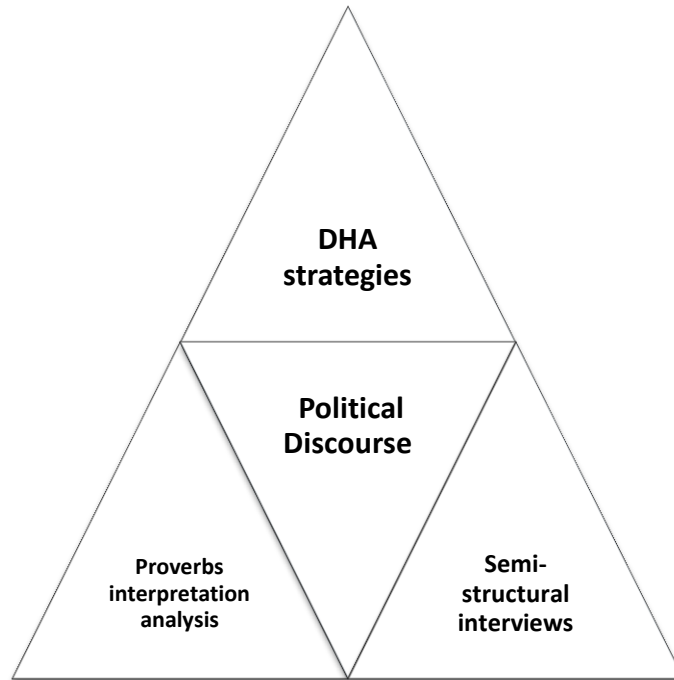 DHA
strategies
Political
Discourse
Proverbs
interpretation
analysis
Semi-
structural
interviews